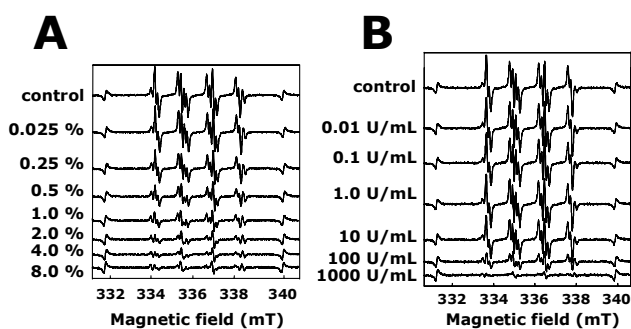 A
control
0.025 %
0.25 %
0.5 %
1.0 %
2.0 %
4.0 %
8.0 %
332 334 336 338 340
Magnetic field (mT)
B
control
0.01 U/mL
0.1 U/mL
1.0 U/mL
10 U/mL
100 U/mL
1000 U/mL
332 334 336 338 340
Magnetic field (mT)